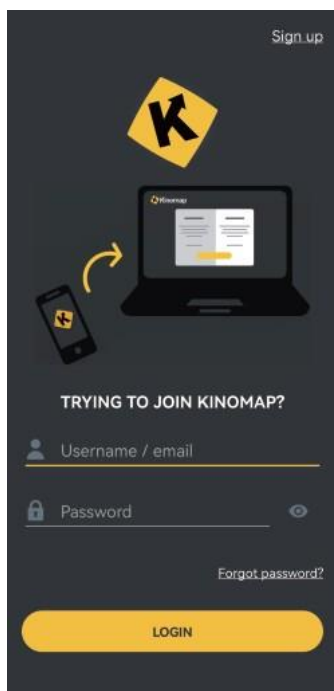 Sign up
Kinomap
TRYING TO JOIN KINOMAP?
Username / email
Password
Forgot password?
LOGIN